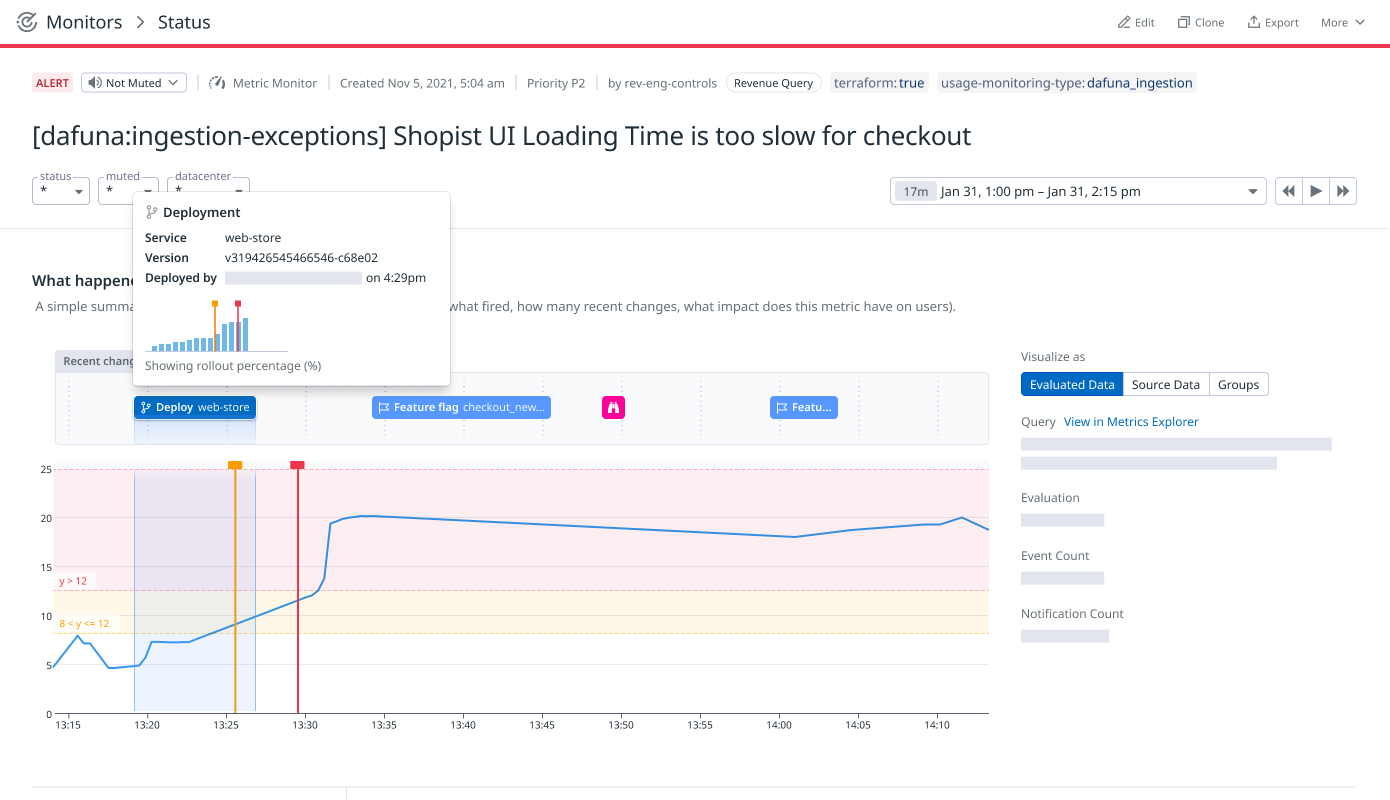 Monitors > Status
Edit
Clone
Export
More
ALERT
Not Muted
Metric Monitor
Created Nov 5, 2021, 5:04 am
Priority P2
by rev-eng-controls
Revenue Query
terraform:true
usage-monitoring-type:dafuna_ingestion
[dafuna:ingestion-exceptions] Shopist UI Loading Time is too slow for checkout
status
*
muted
*
datacenter
*
17m Jan 31, 1:00 pm – Jan 31, 2:15 pm
Deployment
Service web-store
Version v319426545466546-c68e02
Deployed by on 4:29pm
Showing rollout percentage (%)
What
A simple what fired, how many recent changes, what impact does this metric have on users).
Recent
Deploy web-store
Feature flag checkout_new...
Featu...
25
20
15
10
5
0
y > 12
8 < y <= 12
13:15
13:20
13:25
13:30
13:35
13:40
13:45
13:50
13:55
14:00
14:05
14:10
Visualize as
Evaluated Data
Source Data
Groups
Query View in Metrics Explorer
Evaluation
Event Count
Notification Count